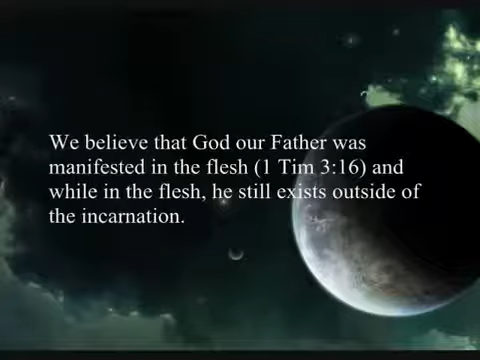 We believe that God our Father was
manifested in the flesh (1 Tim 3:16) and
while in the flesh, he still exists outside of
the incarnation.